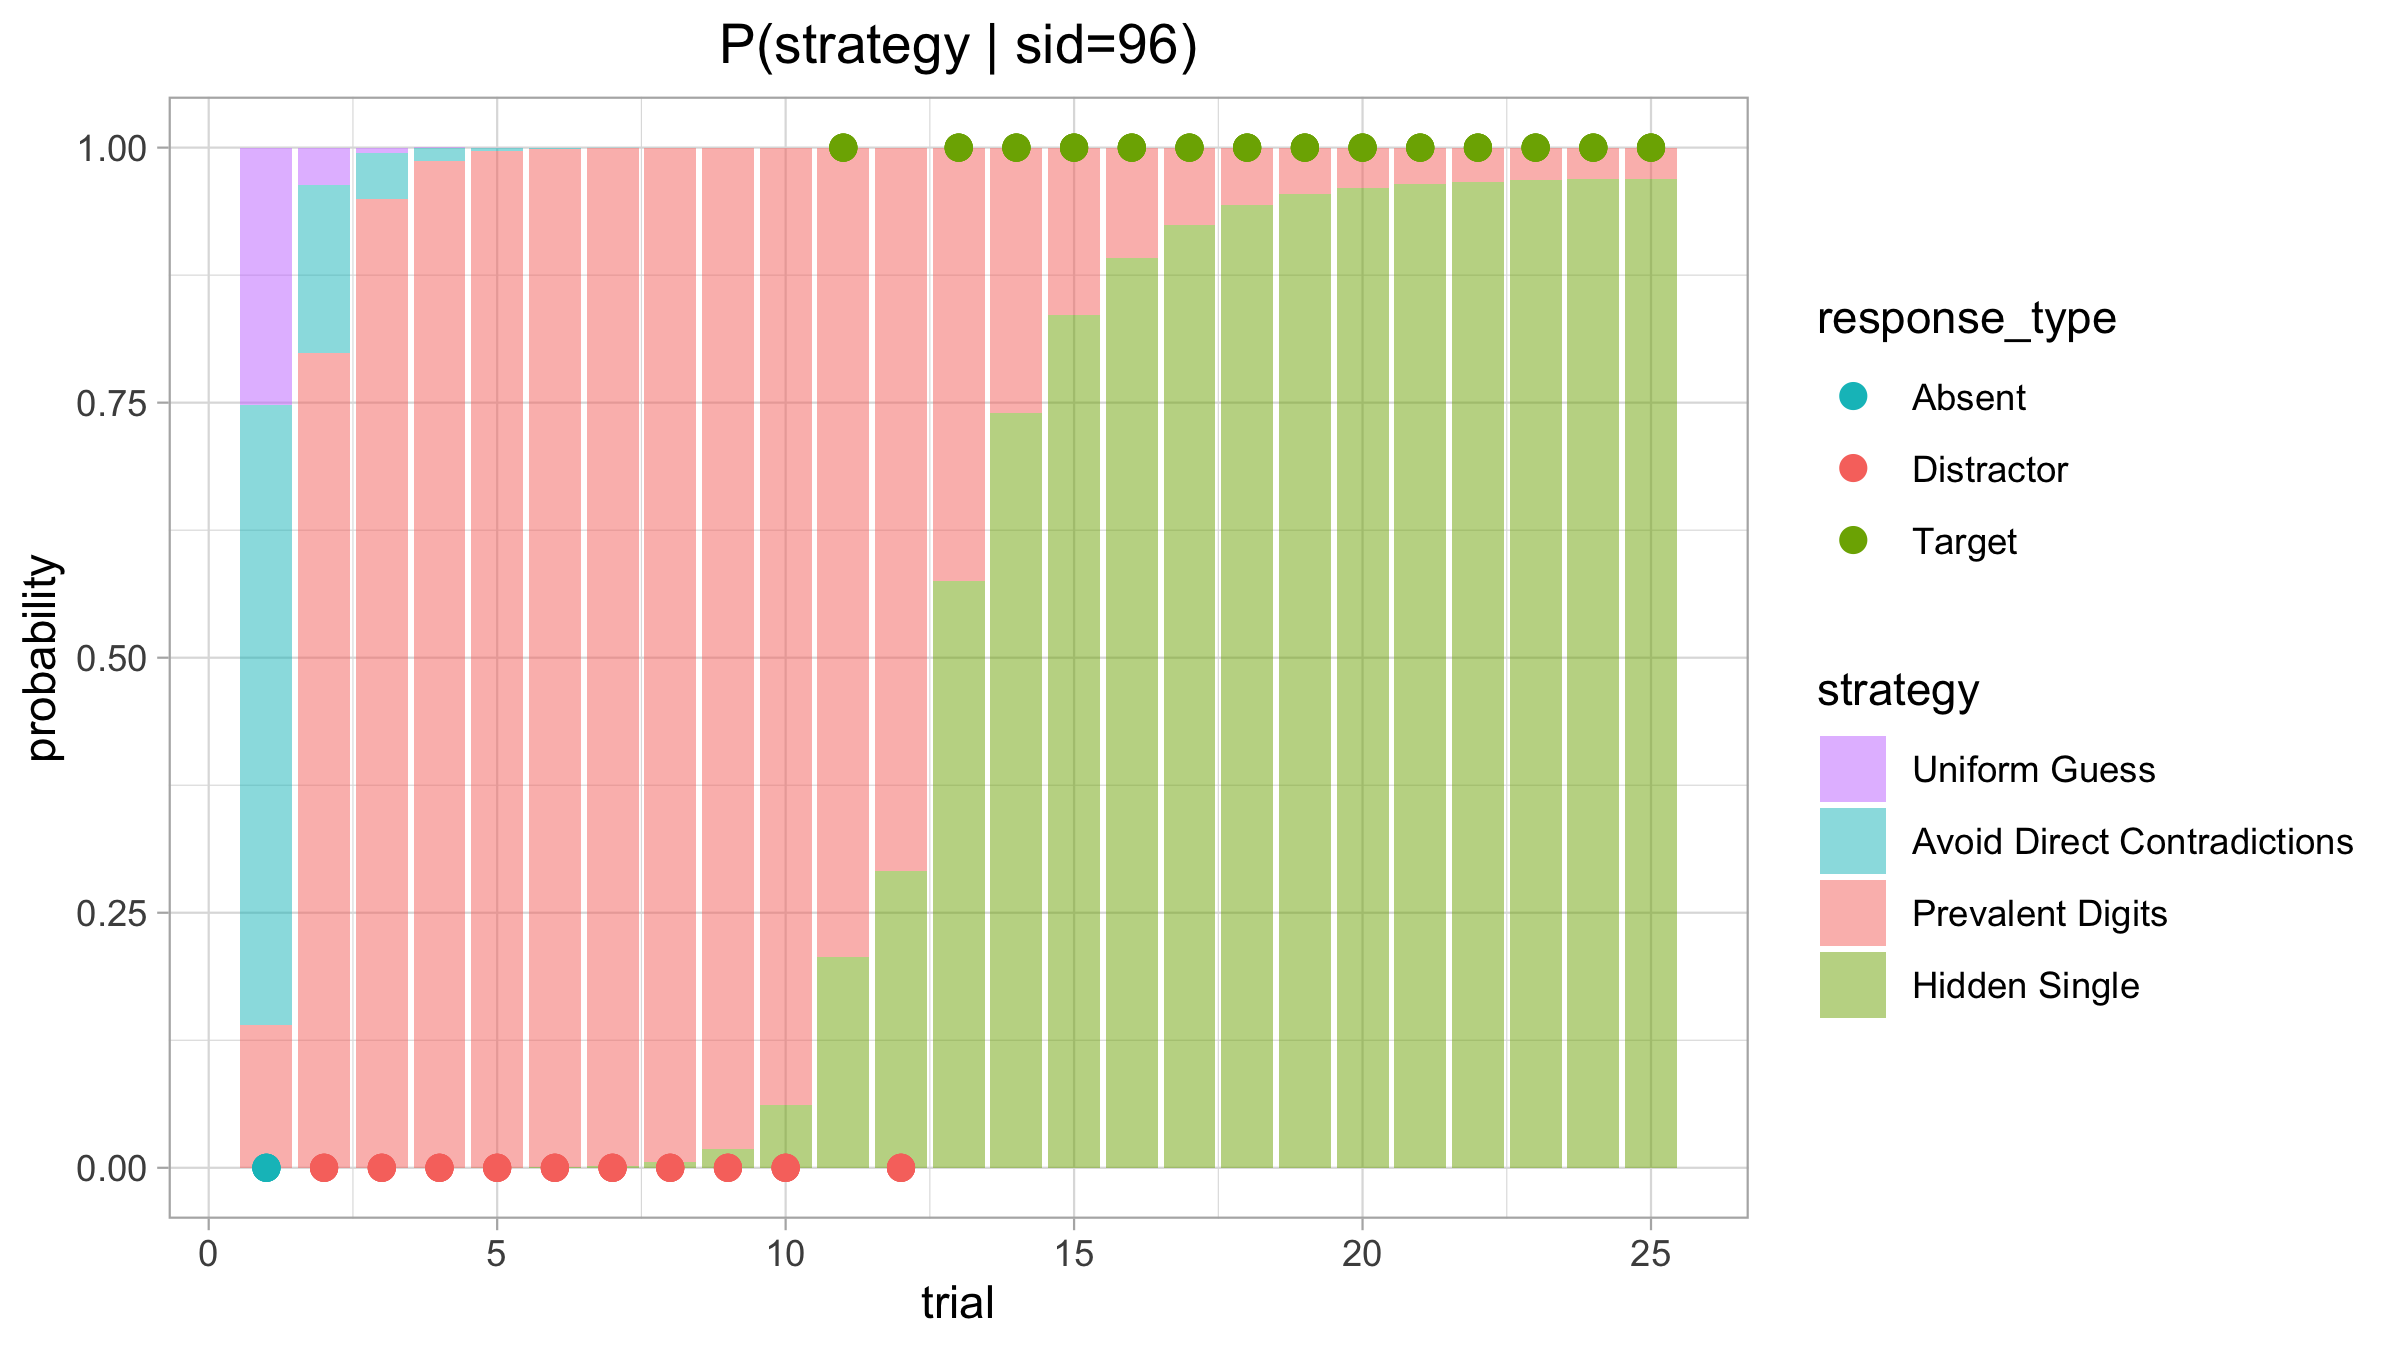 P(strategy | sid=96)
probability
1.00
0.75
0.50
0.25
0.00
0 5 10 15 20 25
trial
response_type
Absent
Distractor
Target
strategy
Uniform Guess
Avoid Direct Contradictions
Prevalent Digits
Hidden Single